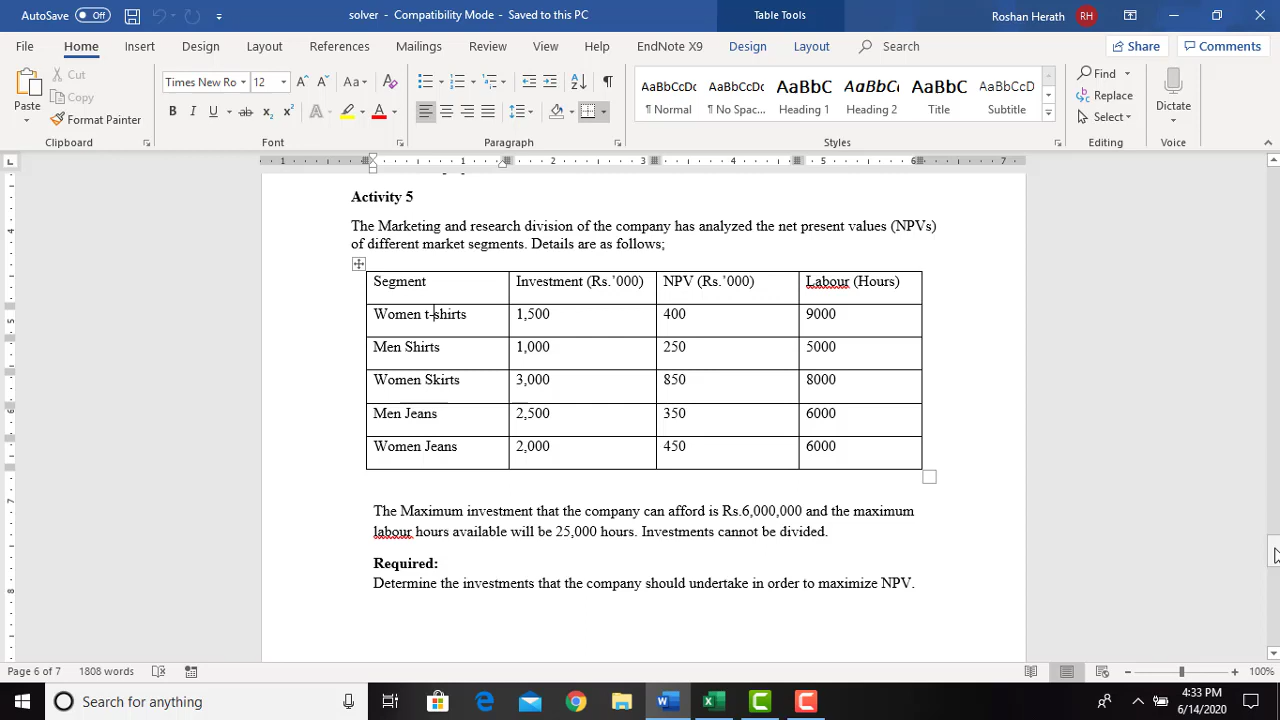 AutoSave Off solver - Compatibility Mode - Saved to this PC Table Tools Roshan Herath RH
File Home Insert Design Layout References Mailings Review View Help EndNote X9 Design Layout Search Share Comments
Paste Cut Copy Format Painter
Times New Ro 12
AaBbCcDd AaBbCcDd AaBbC AaBbC AaBbC AaBbCcD
¶ Normal ¶ No Spac... Heading 1 Heading 2 Title Subtitle
Find Replace Select Dictate
Clipboard Font Paragraph Styles Editing Voice
Activity 5
The Marketing and research division of the company has analyzed the net present values (NPVs)
of different market segments. Details are as follows;
Segment Investment (Rs.'000) NPV (Rs.'000) Labour (Hours)
Women t-shirts 1,500 400 9000
Men Shirts 1,000 250 5000
Women Skirts 3,000 850 8000
Men Jeans 2,500 350 6000
Women Jeans 2,000 450 6000
The Maximum investment that the company can afford is Rs.6,000,000 and the maximum
labour hours available will be 25,000 hours. Investments cannot be divided.
Required:
Determine the investments that the company should undertake in order to maximize NPV.
Page 6 of 7 1808 words 100%
Search for anything
4:33 PM
6/14/2020